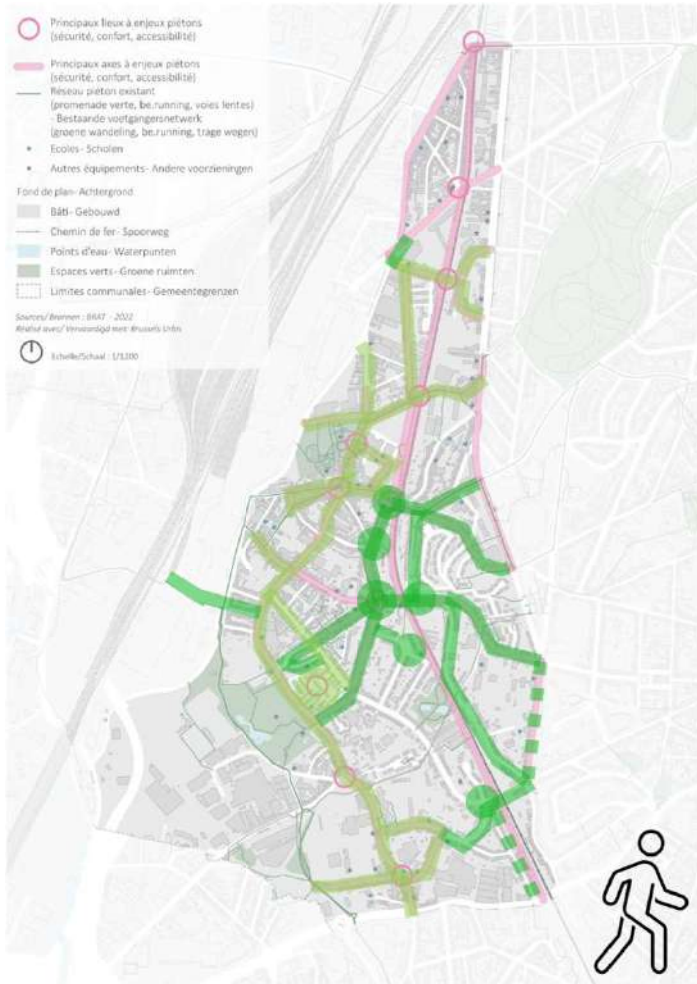 Principaux lieux à enjeux piétons
(sécurité, confort, accessibilité)
Principaux axes à enjeux piétons
(sécurité, confort, accessibilité)
Réseau piéton existant
(promenade verte, be.running, voies lentes)
- Bestaande voetgangersnetwerk
(groene wandeling, be.running, trage wegen)
Ecoles- Scholen
Autres équipements- Andere voorzieningen
Fond de plan- Achtergrond
Bâti- Gebouwd
Chemin de fer- Spoorweg
Points d'eau- Waterpunten
Espaces verts- Groene ruimten
Limites communales- Gemeentegrenzen
Sources/ Bronnen : BRAT - 2022
Réalisé avec/ Vervaardigd met: Brussels Urbis
Echelle/Schaal : 1/1100